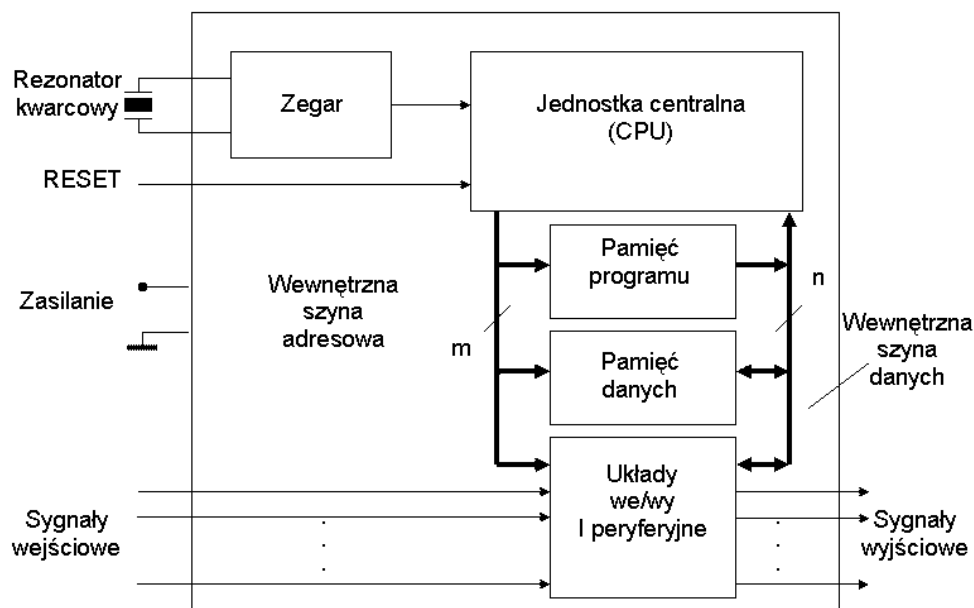 Rezonator
kwarcowy
Zegar
Jednostka centralna
(CPU)
RESET
Zasilanie
Wewnętrzna
szyna
adresowa
m
Pamięć
programu
n
Pamięć
danych
Wewnętrzna
szyna
danych
Układy
we/wy
I peryferyjne
Sygnały
wejściowe
Sygnały
wyjściowe